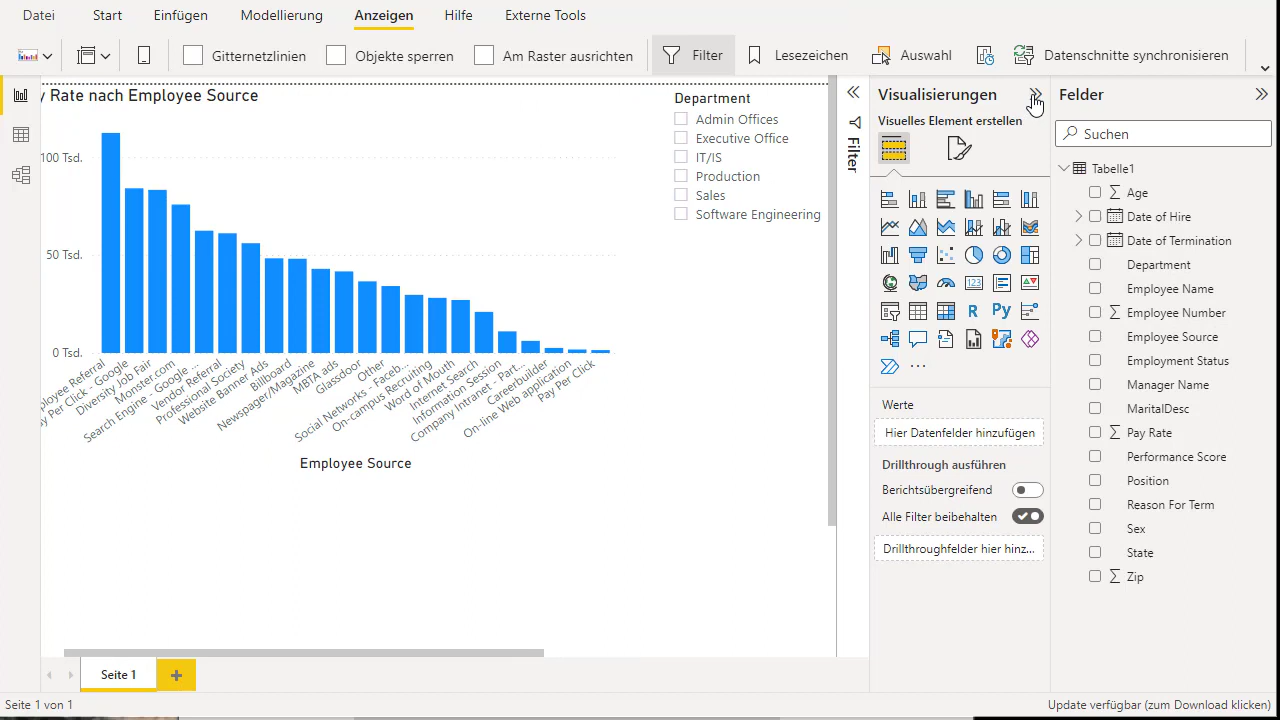 Datei Start Einfügen Modellierung Anzeigen Hilfe Externe Tools
Gitternetzlinien Objekte sperren Am Raster ausrichten Filter Lesezeichen Auswahl Datenschnitte synchronisieren
y Rate nach Employee Source
100 Tsd.
50 Tsd.
0 Tsd.
ployee Referral
ay Per Click - Google
Diversity Job Fair
Monster.com
Search Engine - Google ...
Vendor Referral
Professional Society
Website Banner Ads
Billboard
Newspager/Magazine
MBTA ads
Glassdoor
Other
Social Networks - Faceb...
On-campus Recruiting
Word of Mouth
Internet Search
Information Session
Company Intranet - Part...
Careerbuilder
On-line Web application
Pay Per Click
Employee Source
Department
Admin Offices
Executive Office
IT/IS
Production
Sales
Software Engineering
Filter
Visualisierungen
Visuelles Element erstellen
R
Py
123
Werte
Hier Datenfelder hinzufügen
Drillthrough ausführen
Berichtsübergreifend
Alle Filter beibehalten
Drillthroughfelder hier hinz...
Felder
Suchen
Tabelle1
Age
Date of Hire
Date of Termination
Department
Employee Name
Employee Number
Employee Source
Employment Status
Manager Name
MaritalDesc
Pay Rate
Performance Score
Position
Reason For Term
Sex
State
Zip
Seite 1
Seite 1 von 1
Update verfügbar (zum Download klicken)